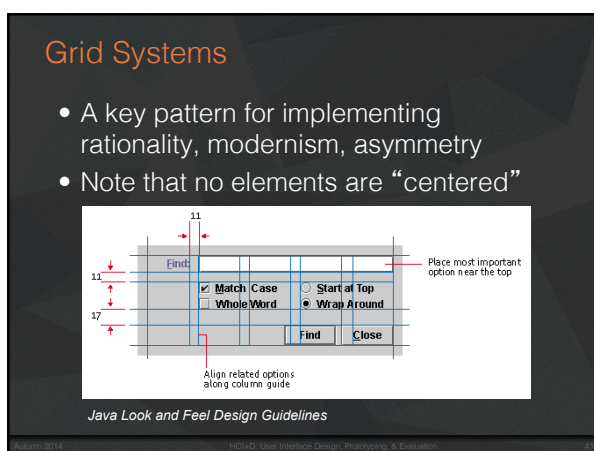 Grid Systems
• A key pattern for implementing
rationality, modernism, asymmetry
• Note that no elements are “centered”
11
Find:
Place most important
option near the top
11
Match Case
Start at Top
Whole Word
Wrap Around
17
Find
Close
Align related options
along column guide
Java Look and Feel Design Guidelines
Autumn 2014
HCI+D: User Interface Design, Prototyping, & Evaluation
41